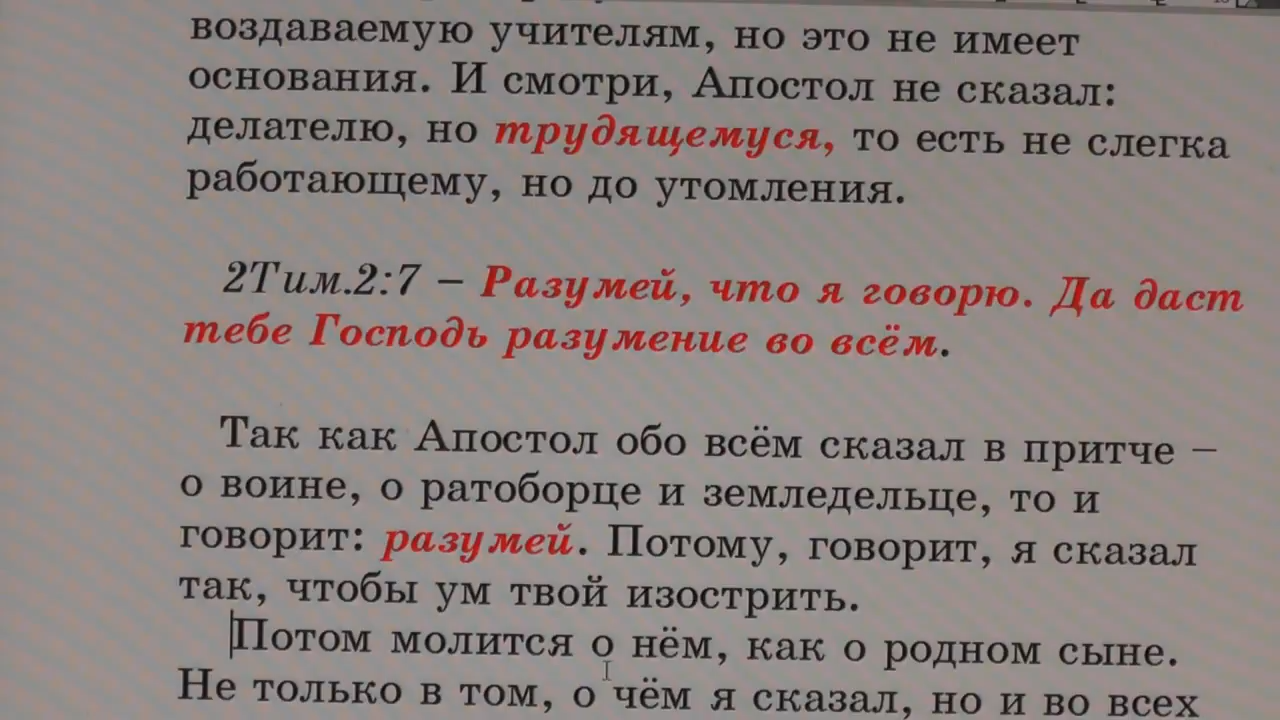 воздаваемую учителям, но это не имеет
основания. И смотри, Апостол не сказал:
делателю, но трудящемуся, то есть не слегка
работающему, но до утомления.
2Тим.2:7 – Разумей, что я говорю. Да даст
тебе Господь разумение во всём.
Так как Апостол обо всём сказал в притче –
о воине, о ратоборце и земледельце, то и
говорит: разумей. Потому, говорит, я сказал
так, чтобы ум твой изострить.
Потом молится о нём, как о родном сыне.
Не только в том, о чём я сказал, но и во всех